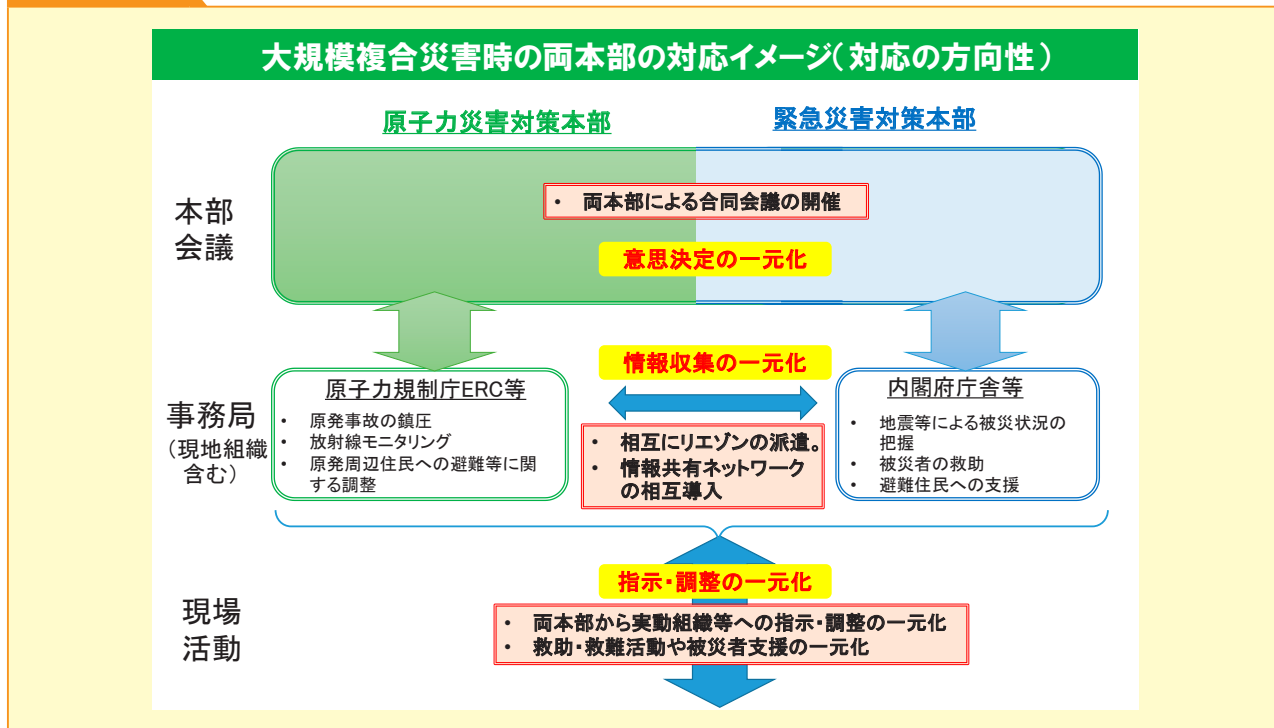 大規模複合災害時の両本部の対応イメージ(対応の方向性)
原子力災害対策本部
緊急災害対策本部
本部
会議
・ 両本部による合同会議の開催
意思決定の一元化
事務局
(現地組織
含む)
原子力規制庁ERC等
・ 原発事故の鎮圧
・ 放射線モニタリング
・ 原発周辺住民への避難等に関
する調整
情報収集の一元化
・ 相互にリエゾンの派遣。
・ 情報共有ネットワーク
の相互導入
内閣府庁舎等
・ 地震等による被災状況の
把握
・ 被災者の救助
・ 避難住民への支援
現場
活動
指示・調整の一元化
・ 両本部から実動組織等への指示・調整の一元化
・ 救助・救難活動や被災者支援の一元化